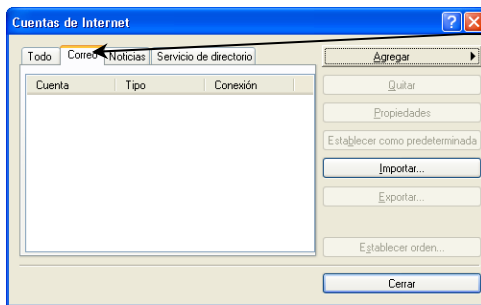 Cuentas de Internet
Todo Correo Noticias Servicio de directorio
Cuenta Tipo Conexión
Agregar
Quitar
Propiedades
Establecer como predeterminada
Importar...
Exportar...
Establecer orden...
Cerrar